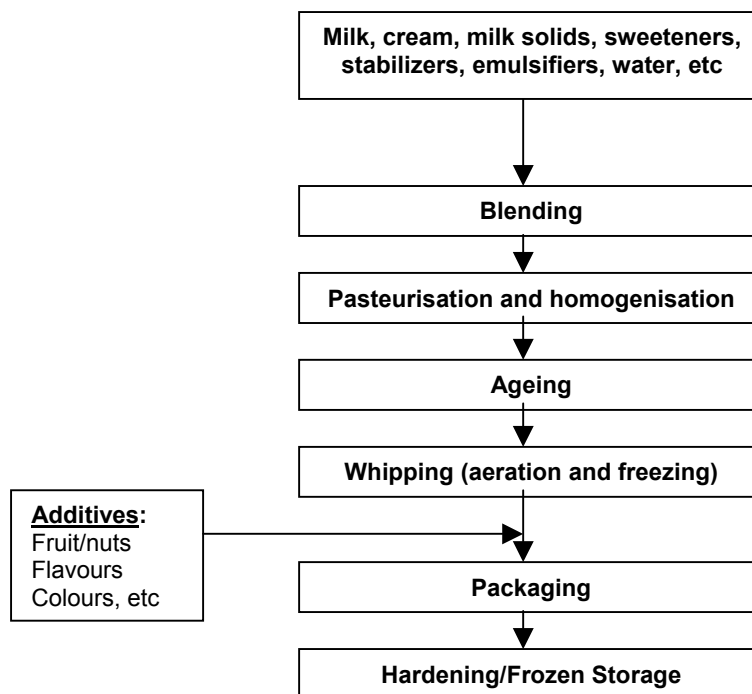 Milk, cream, milk solids, sweeteners,
stabilizers, emulsifiers, water, etc
Blending
Pasteurisation and homogenisation
Ageing
Whipping (aeration and freezing)
Additives:
Fruit/nuts
Flavours
Colours, etc
Packaging
Hardening/Frozen Storage